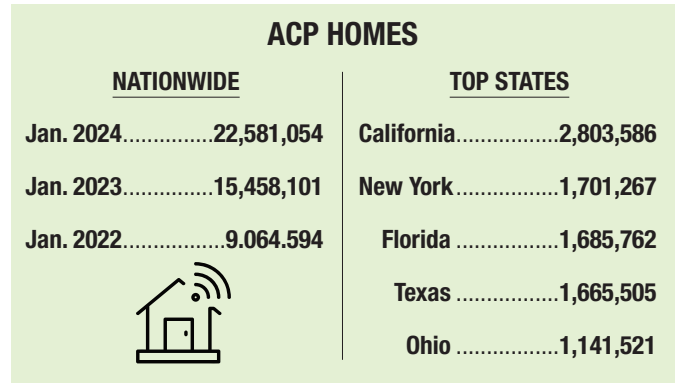 ACP HOMES
NATIONWIDE
Jan. 2024...............22,581,054
Jan. 2023...............15,458,101
Jan. 2022.................9.064.594
TOP STATES
California.................2,803,586
New York.................1,701,267
Florida .................1,685,762
Texas .................1,665,505
Ohio .................1,141,521